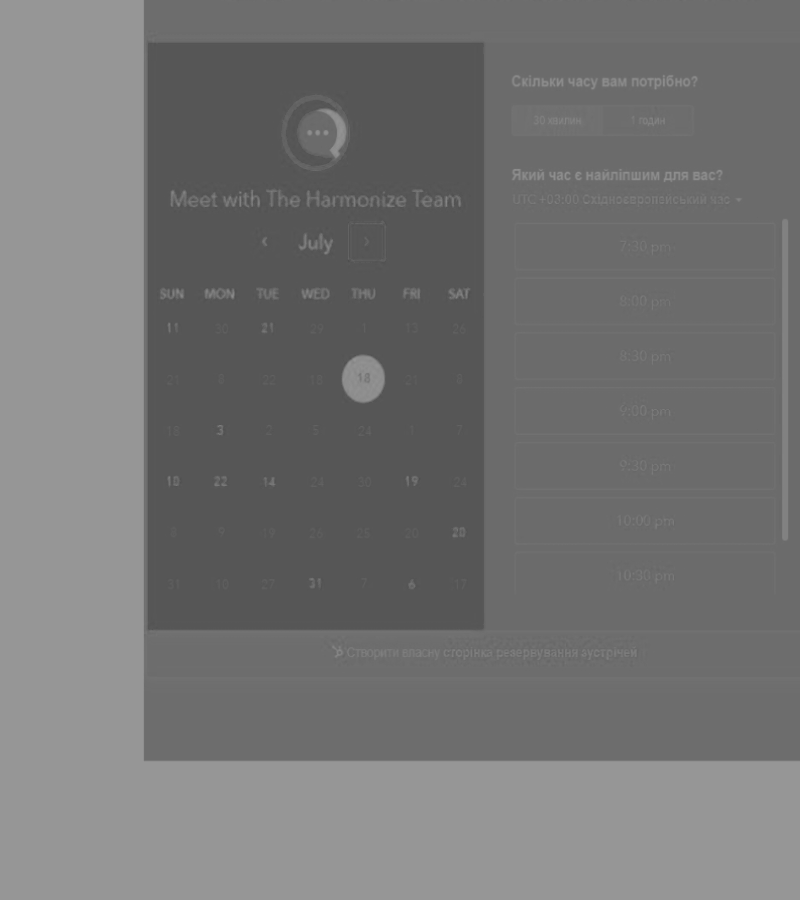 Meet with The Harmonize Team
July
SUN MON TUE WED THU FRI SAT
11 30 21 29 1 13 26
21 8 22 18 21 8
18 3 2 5 24 1 7
10 22 14 24 30 19 24
8 9 19 26 28 20 20
31 10 27 31 7 6 17
Скільки часу вам потрібно?
30 хвилин 1 годин
Який час є найліпшим для вас?
UTC +02:00 Східноєвропейський час
7:30 pm
8:00 pm
8:30 pm
9:00 pm
9:30 pm
10:00 pm
10:30 pm
Створити власну сторінка резервування зустрічей